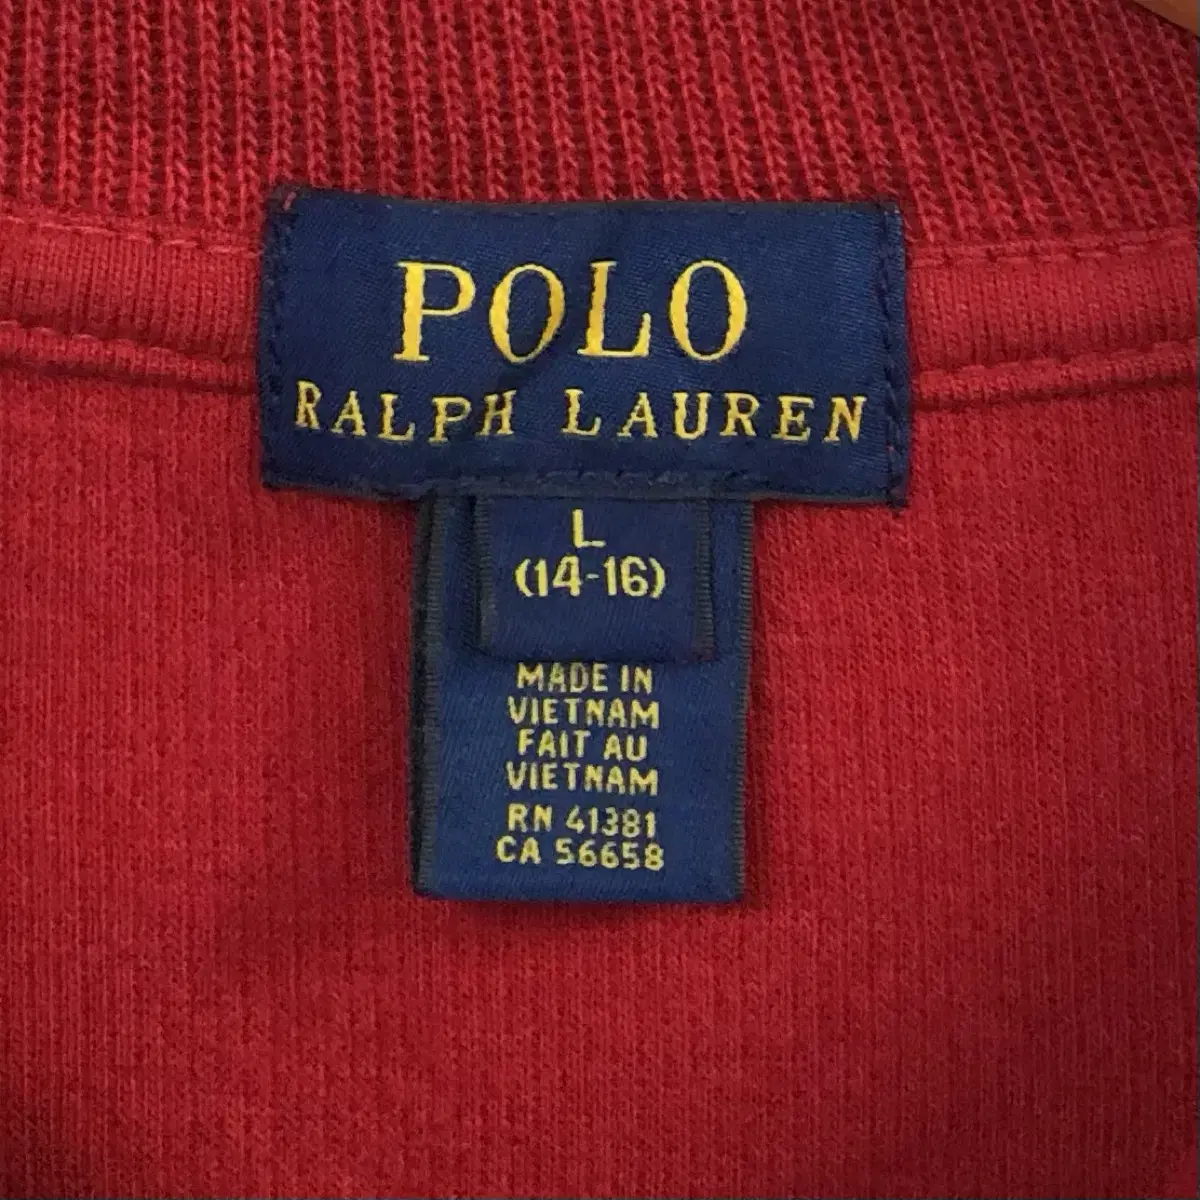 POLO
RALPH LAUREN
L
(14-16)
MADE IN
VIETNAM
FAIT AU
VIETNAM
RN 41381
CA 56658